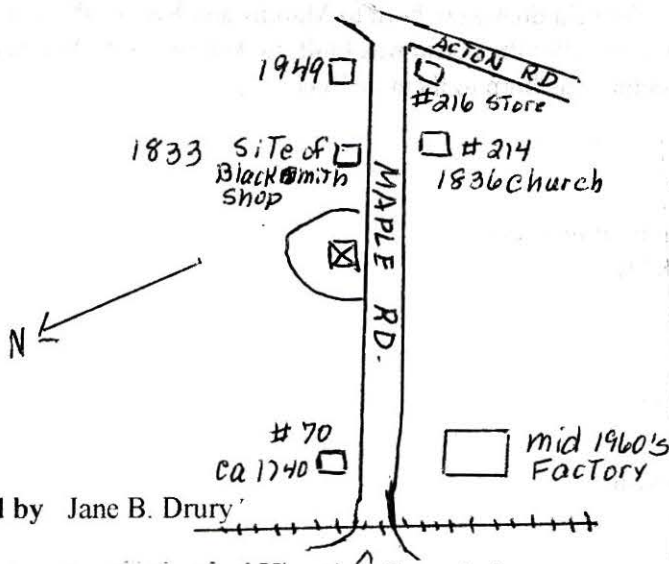 ACTON RD
1949
#216 Store
1833 Site of
Blacksmith
Shop
#214
1836 Church
MAPLE RD.
N
#70
ca 1740
mid 1960's
Factory
by Jane B. Drury